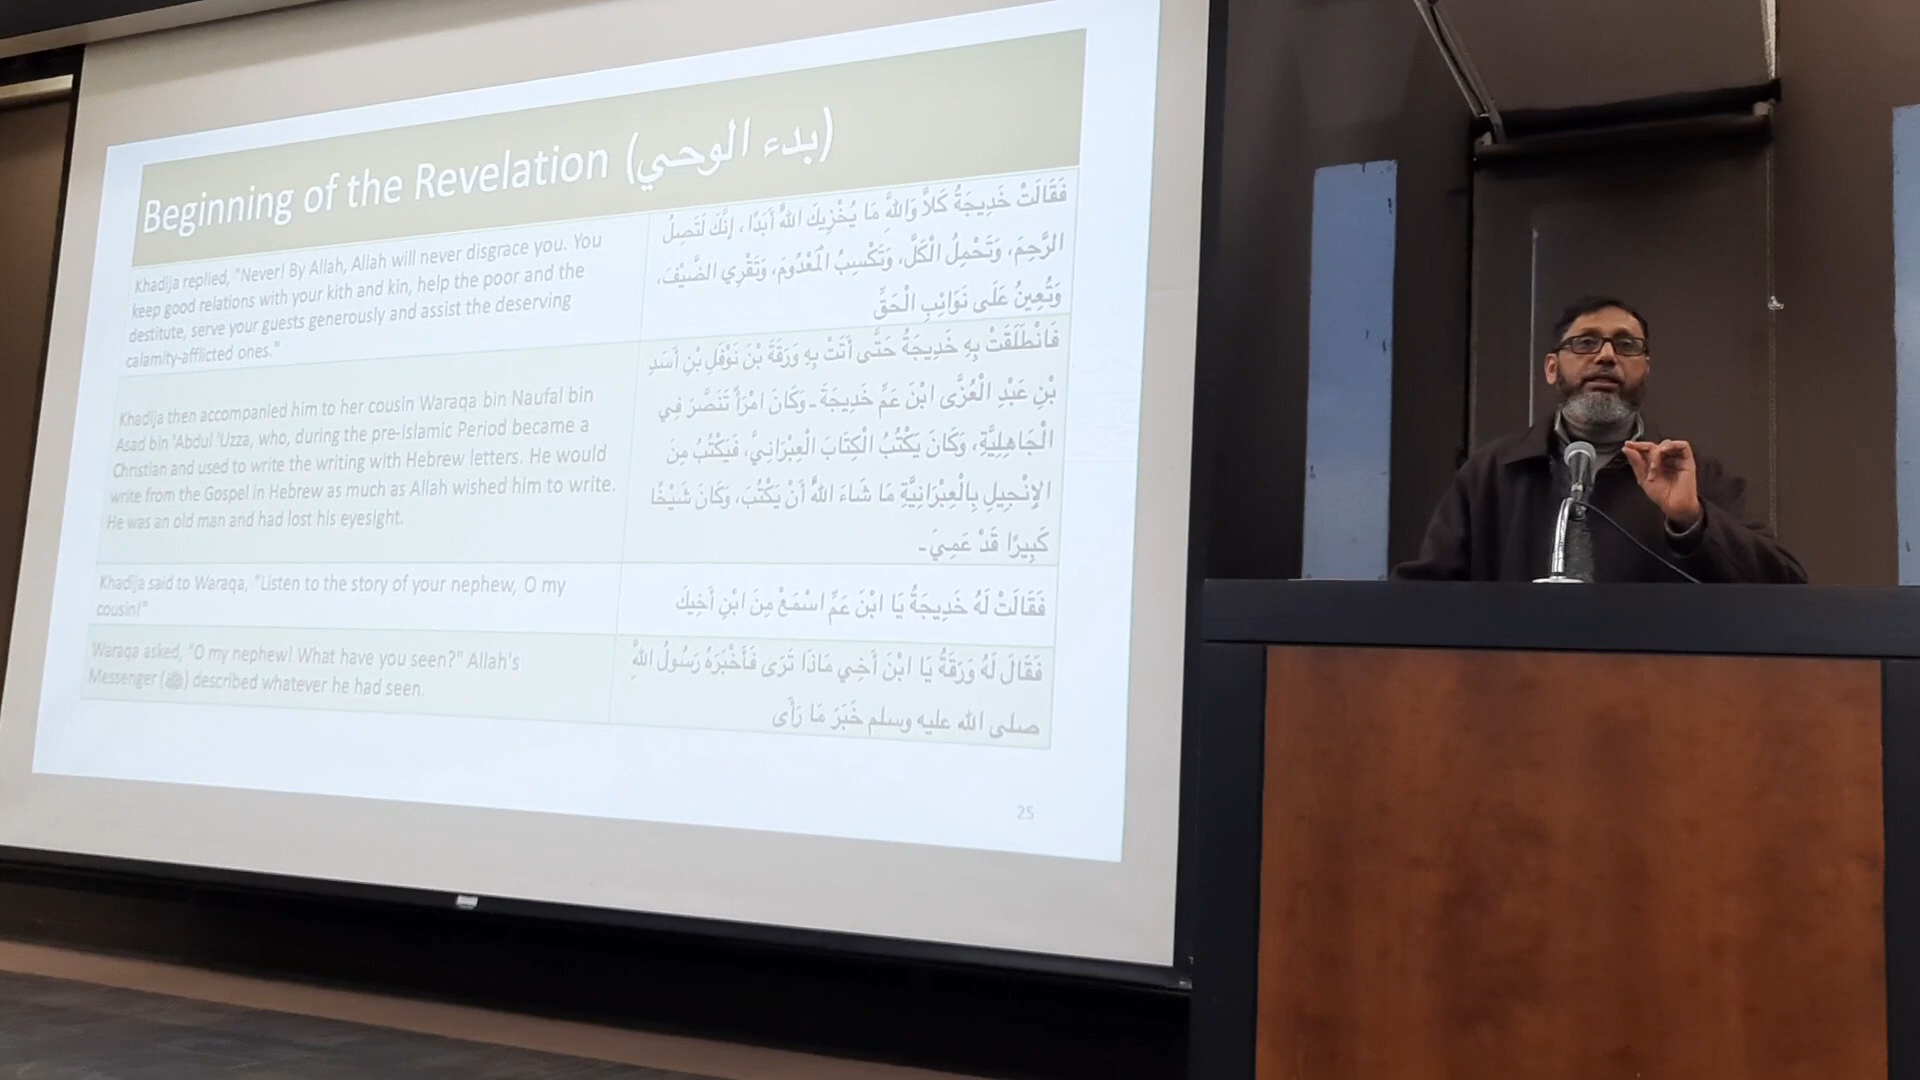 Beginning of the Revelation (بدء الوحي)
Khadija replied, "Never! By Allah, Allah will never disgrace you. You
keep good relations with your kith and kin, help the poor and the
destitute, serve your guests generously and assist the deserving
calamity-afflicted ones."
فَقَالَتْ خَدِيجَةُ كَلاَّ وَاللَّهِ مَا يُخْزِيكَ اللَّهُ أَبَدًا، إِنَّكَ لَتَصِلُ
الرَّحِمَ، وَتَحْمِلُ الْكَلَّ، وَتَكْسِبُ الْمَعْدُومَ، وَتَقْرِي الضَّيْفَ،
وَتُعِينُ عَلَى نَوَائِبِ الْحَقِّ
Khadija then accompanied him to her cousin Waraqa bin Naufal bin
Asad bin 'Abdul 'Uzza, who, during the pre-Islamic Period became a
Christian and used to write the writing with Hebrew letters. He would
write from the Gospel in Hebrew as much as Allah wished him to write.
He was an old man and had lost his eyesight.
فَانْطَلَقَتْ بِهِ خَدِيجَةُ حَتَّى أَتَتْ بِهِ وَرَقَةَ بْنَ نَوْفَلِ بْنِ أَسَدِ
بْنِ عَبْدِ الْعُزَّى ابْنَ عَمِّ خَدِيجَةَ ـ وَكَانَ امْرَأً تَنَصَّرَ فِي
الْجَاهِلِيَّةِ، وَكَانَ يَكْتُبُ الْكِتَابَ الْعِبْرَانِيَّ، فَيَكْتُبُ مِنَ
الإِنْجِيلِ بِالْعِبْرَانِيَّةِ مَا شَاءَ اللَّهُ أَنْ يَكْتُبَ، وَكَانَ شَيْخًا
كَبِيرًا قَدْ عَمِيَ ـ
Khadija said to Waraqa, "Listen to the story of your nephew, O my
cousin!"
فَقَالَتْ لَهُ خَدِيجَةُ يَا ابْنَ عَمِّ اسْمَعْ مِنَ ابْنِ أَخِيكَ
Waraqa asked, "O my nephew! What have you seen?" Allah's
Messenger (ﷺ) described whatever he had seen.
فَقَالَ لَهُ وَرَقَةُ يَا ابْنَ أَخِي مَاذَا تَرَى فَأَخْبَرَهُ رَسُولُ اللَّهِ
صلى الله عليه وسلم خَبَرَ مَا رَأَى
25